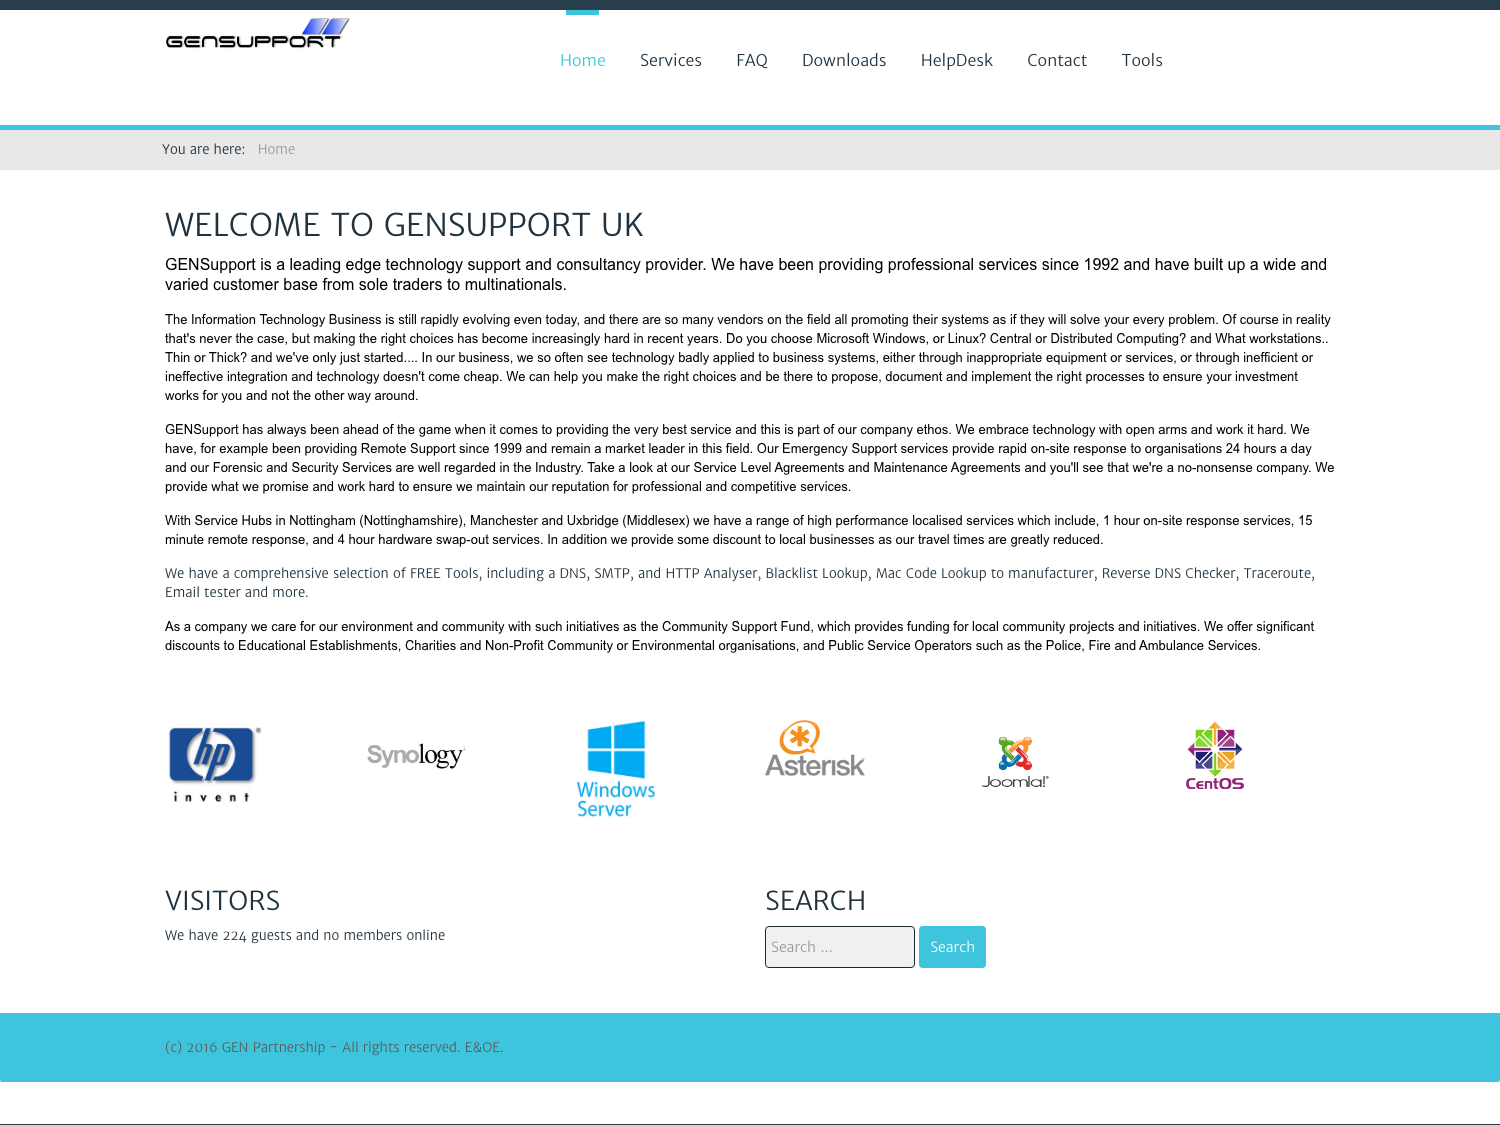 GENSUPPORT
Home Services FAQ Downloads HelpDesk Contact Tools
You are here: Home
WELCOME TO GENSUPPORT UK
GENSupport is a leading edge technology support and consultancy provider. We have been providing professional services since 1992 and have built up a wide and
varied customer base from sole traders to multinationals.
The Information Technology Business is still rapidly evolving even today, and there are so many vendors on the field all promoting their systems as if they will solve your every problem. Of course in reality
that's never the case, but making the right choices has become increasingly hard in recent years. Do you choose Microsoft Windows, or Linux? Central or Distributed Computing? and What workstations..
Thin or Thick? and we've only just started.... In our business, we so often see technology badly applied to business systems, either through inappropriate equipment or services, or through inefficient or
ineffective integration and technology doesn't come cheap. We can help you make the right choices and be there to propose, document and implement the right processes to ensure your investment
works for you and not the other way around.
GENSupport has always been ahead of the game when it comes to providing the very best service and this is part of our company ethos. We embrace technology with open arms and work it hard. We
have, for example been providing Remote Support since 1999 and remain a market leader in this field. Our Emergency Support services provide rapid on-site response to organisations 24 hours a day
and our Forensic and Security Services are well regarded in the Industry. Take a look at our Service Level Agreements and Maintenance Agreements and you'll see that we're a no-nonsense company. We
provide what we promise and work hard to ensure we maintain our reputation for professional and competitive services.
With Service Hubs in Nottingham (Nottinghamshire), Manchester and Uxbridge (Middlesex) we have a range of high performance localised services which include, 1 hour on-site response services, 15
minute remote response, and 4 hour hardware swap-out services. In addition we provide some discount to local businesses as our travel times are greatly reduced.
We have a comprehensive selection of FREE Tools, including a DNS, SMTP, and HTTP Analyser, Blacklist Lookup, Mac Code Lookup to manufacturer, Reverse DNS Checker, Traceroute,
Email tester and more.
As a company we care for our environment and community with such initiatives as the Community Support Fund, which provides funding for local community projects and initiatives. We offer significant
discounts to Educational Establishments, Charities and Non-Profit Community or Environmental organisations, and Public Service Operators such as the Police, Fire and Ambulance Services.
hp
invent
Synology
Windows
Server
Asterisk
Joomla!
CentOS
VISITORS
We have 224 guests and no members online
SEARCH
Search ... Search
(c) 2016 GEN Partnership - All rights reserved. E&OE.